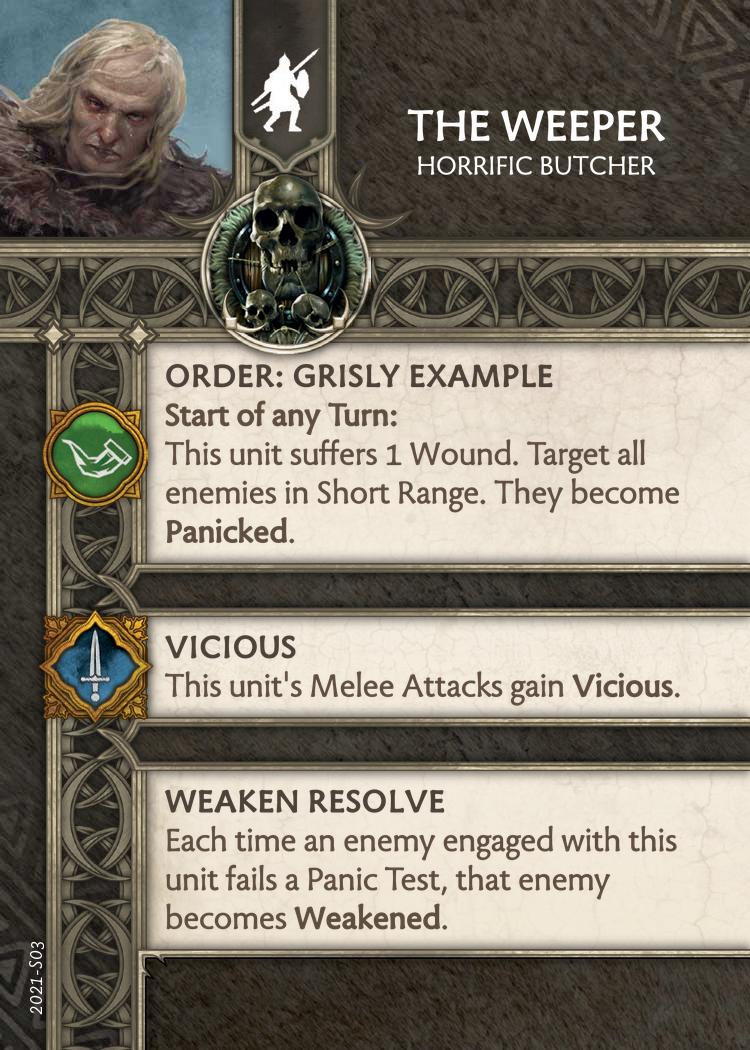 THE WEEPER
HORRIFIC BUTCHER
ORDER: GRISLY EXAMPLE
Start of any Turn:
This unit suffers 1 Wound. Target all
enemies in Short Range. They become
Panicked.
VICIOUS
This unit's Melee Attacks gain Vicious.
WEAKEN RESOLVE
Each time an enemy engaged with this
unit fails a Panic Test, that enemy
becomes Weakened.
2021-S03